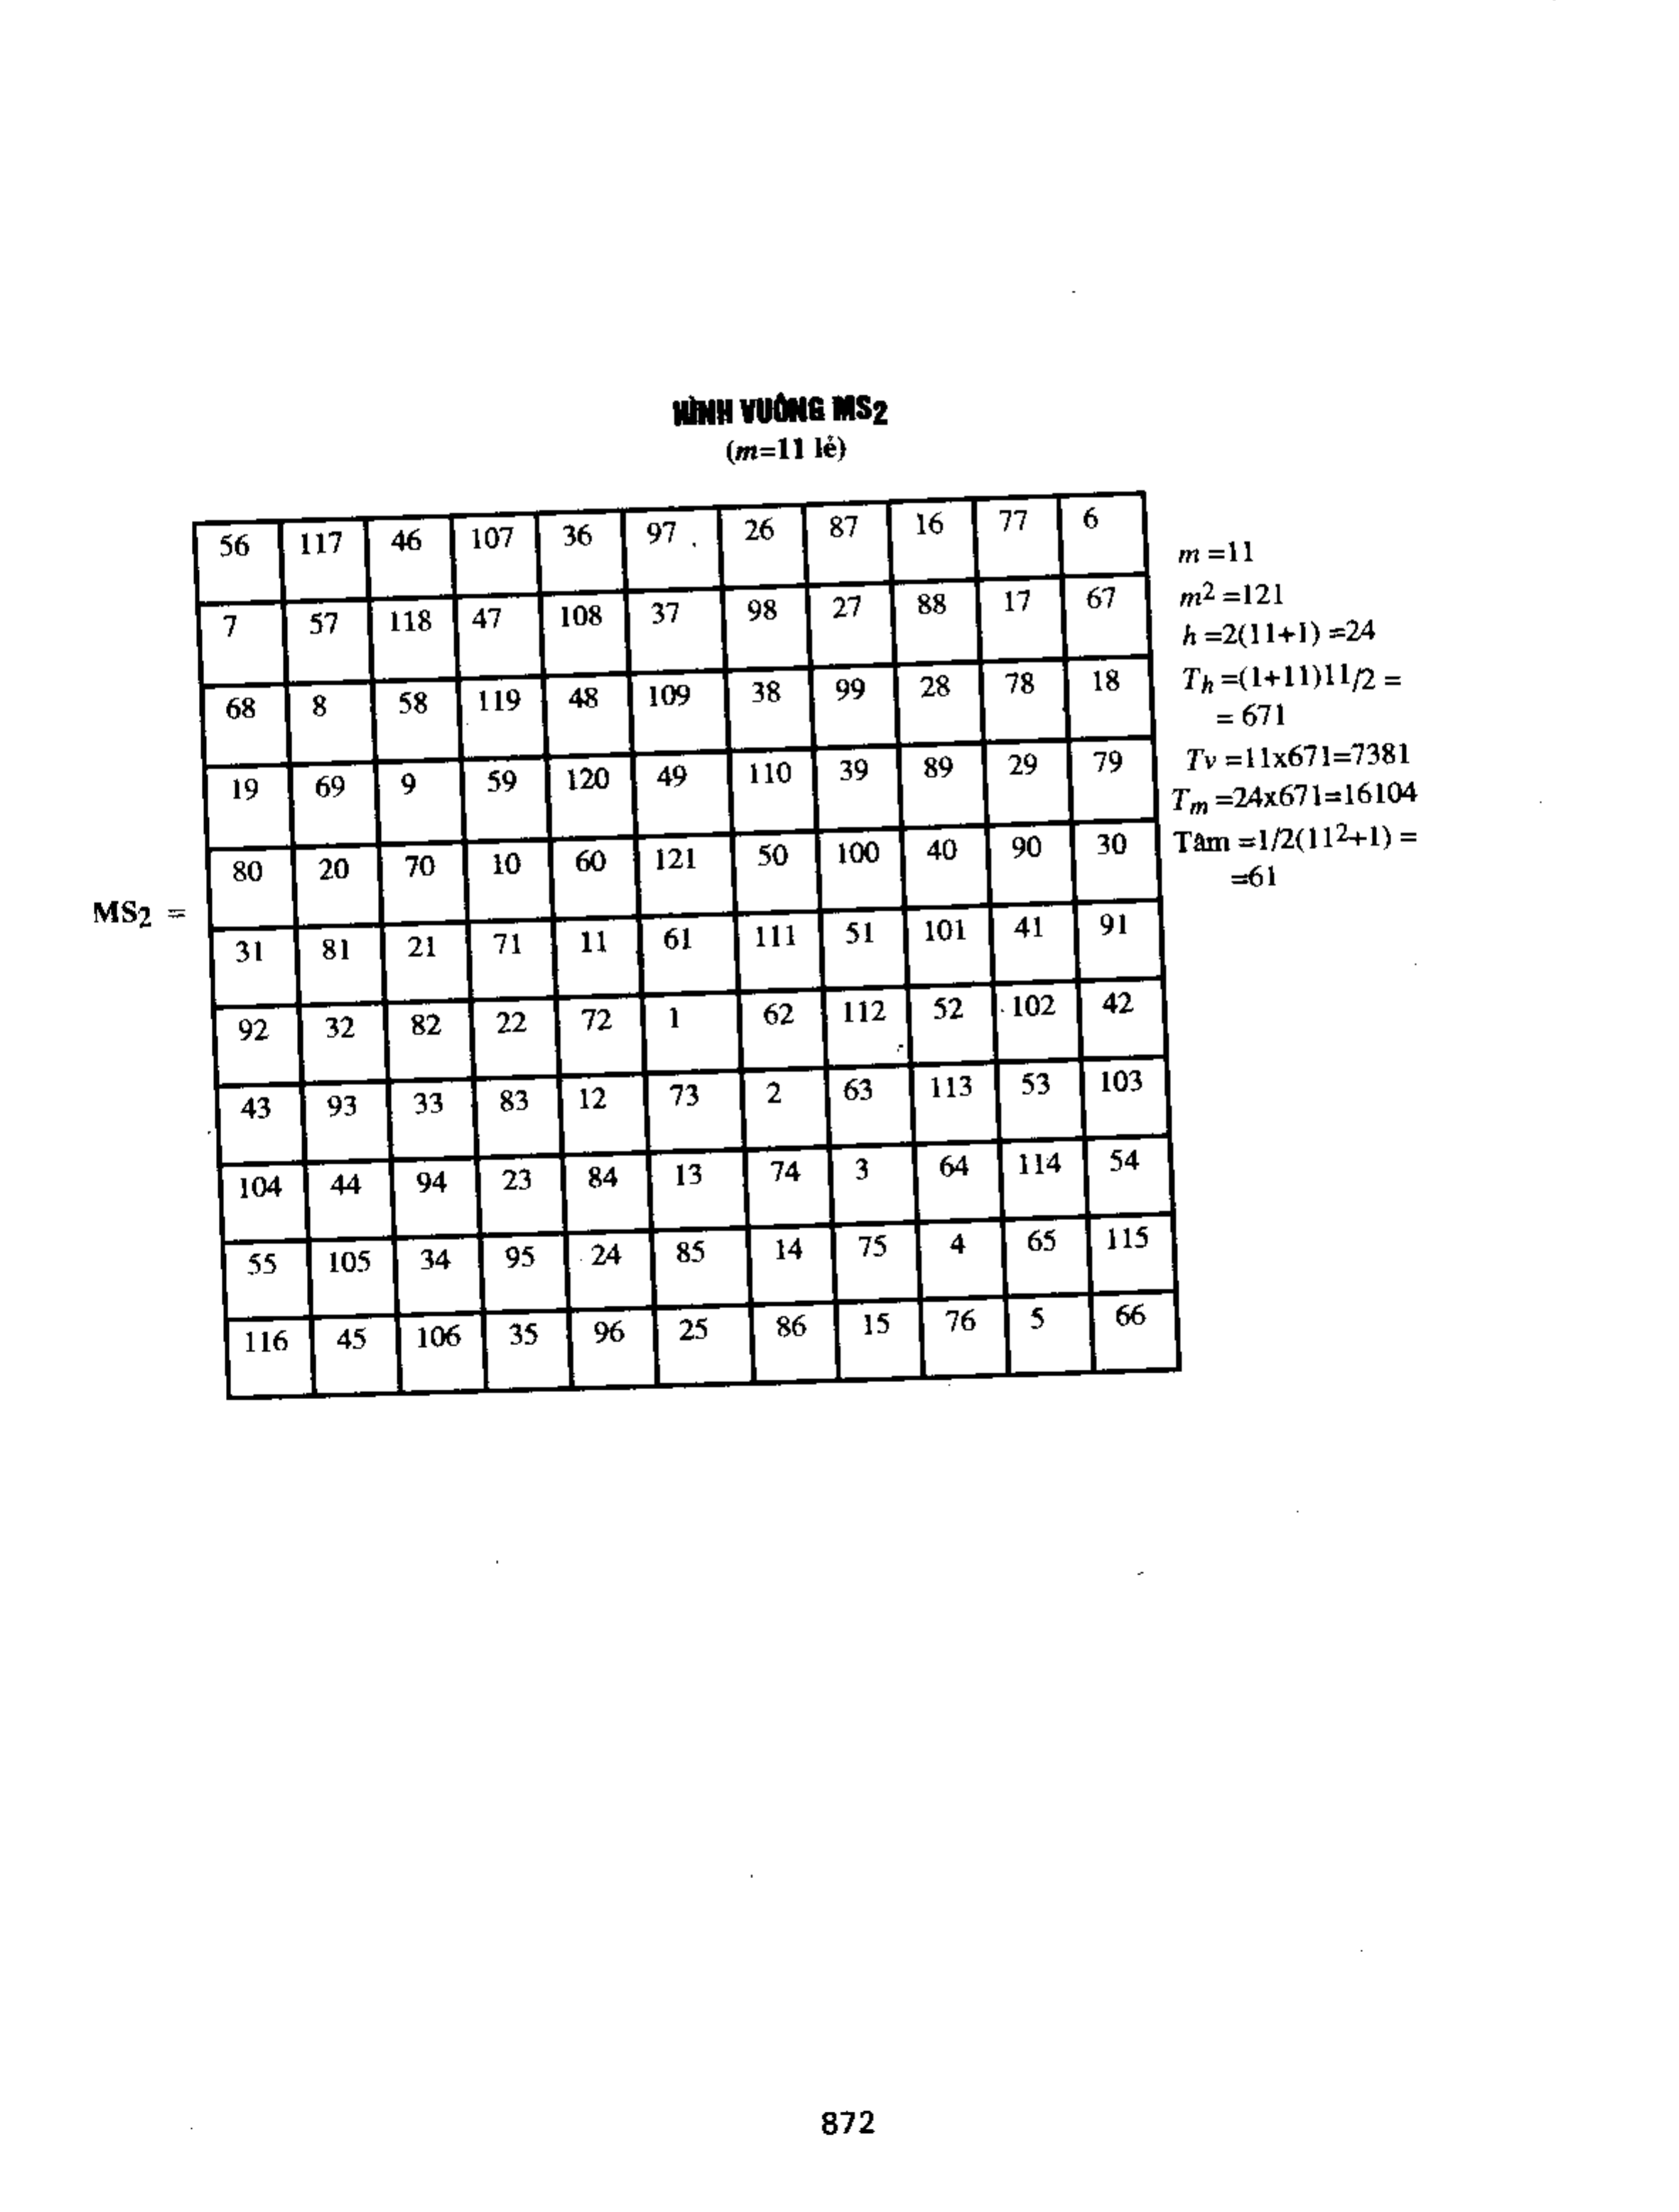 HÌNH VUÔNG MS2
(m=11 lẻ)
56 117 46 107 36 97 26 87 16 77 6
7 57 118 47 108 37 98 27 88 17 67
68 8 58 119 48 109 38 99 28 78 18
19 69 9 59 120 49 110 39 89 29 79
80 20 70 10 60 121 50 100 40 90 30
31 81 21 71 11 61 111 51 101 41 91
92 32 82 22 72 1 62 112 52 102 42
43 93 33 83 12 73 2 63 113 53 103
104 44 94 23 84 13 74 3 64 114 54
55 105 34 95 24 85 14 75 4 65 115
116 45 106 35 96 25 86 15 76 5 66
MS2 =
m =11
m2 =121
h =2(11+1) =24
Th =(1+11)11/2 =
= 671
Tv =11x671=7381
Tm =24x671=16104
Tâm =1/2(112+1) =
=61
872